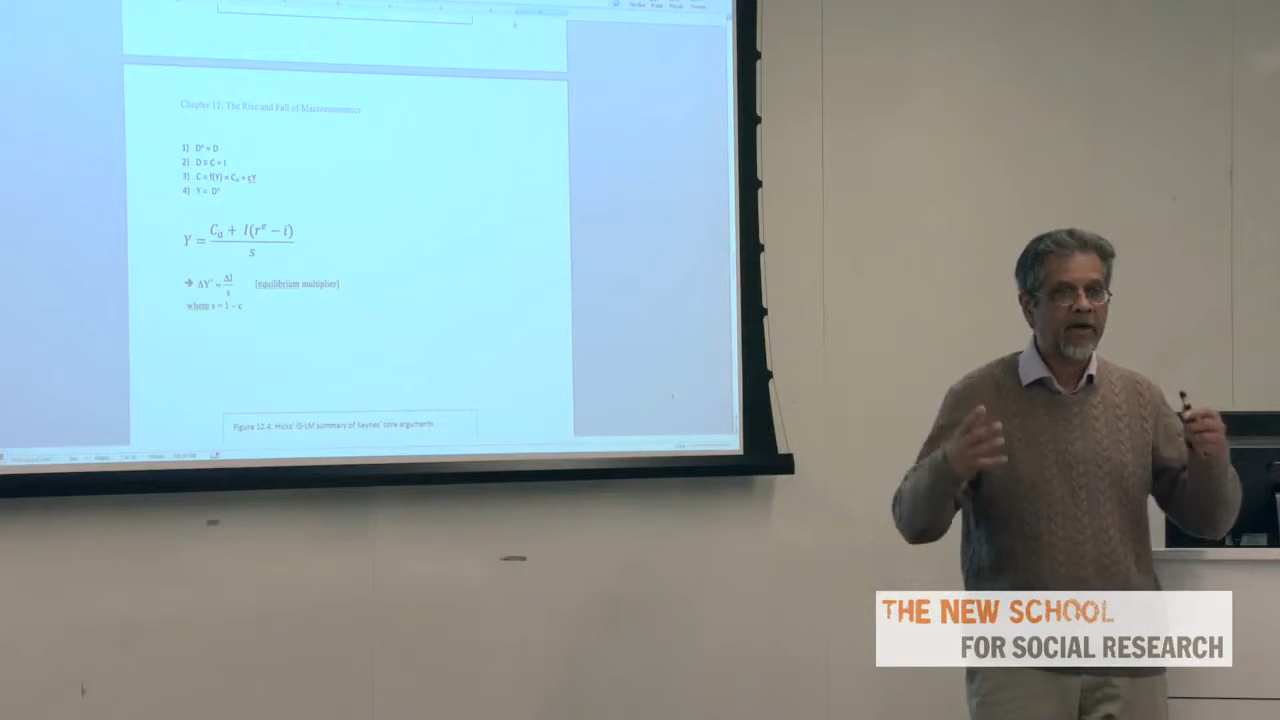 Chapter 12: The Rise and Fall of Macroeconomics
1) Dᵉ = D
2) D = C + I
3) C = f(Y) = Cₐ + cY
4) Y = Dᵉ
Y = (Cₐ + I(rᵉ − i)) / s
➔ ΔY* = ΔI / s [equilibrium multiplier]
where s = 1 − c
Figure 12.4: Hicks' IS-LM summary of Keynes' core arguments
THE NEW SCHOOL
FOR SOCIAL RESEARCH